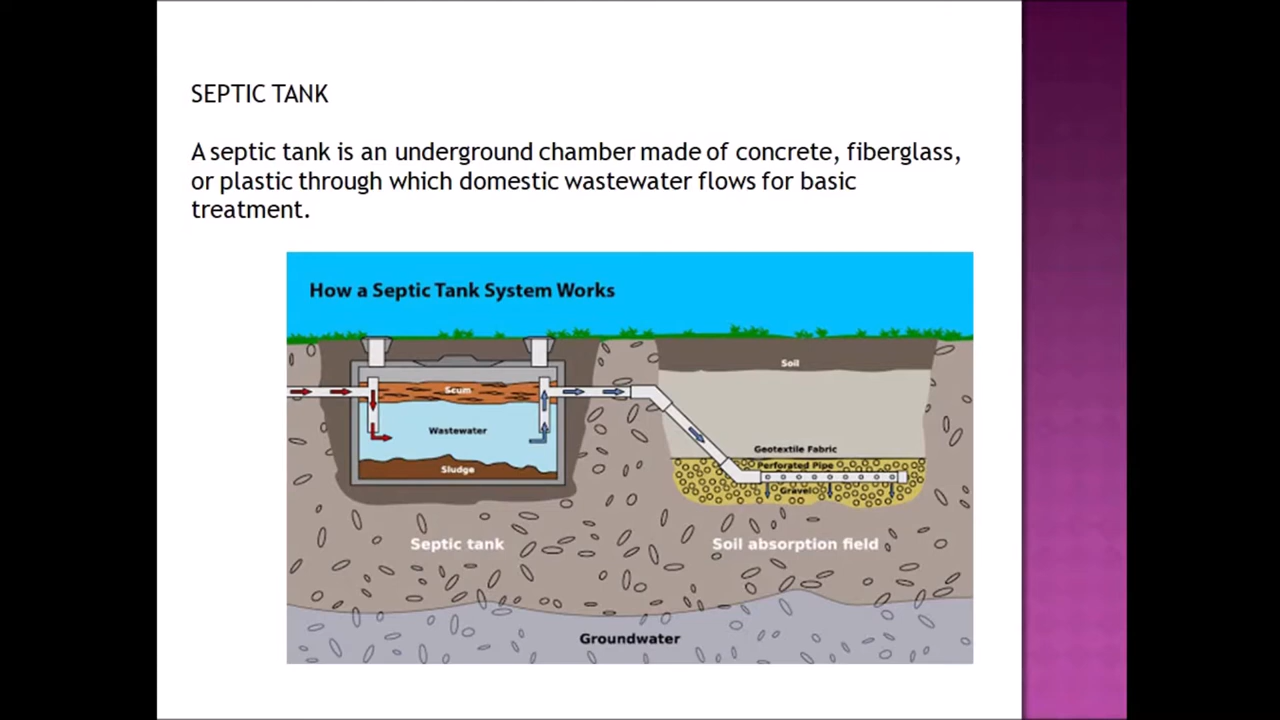 SEPTIC TANK
A septic tank is an underground chamber made of concrete, fiberglass,
or plastic through which domestic wastewater flows for basic
treatment.
How a Septic Tank System Works
Soil
Scum
Wastewater
Geotextile Fabric
Perforated Pipe
Sludge
Gravel
Septic tank
Soil absorption field
Groundwater